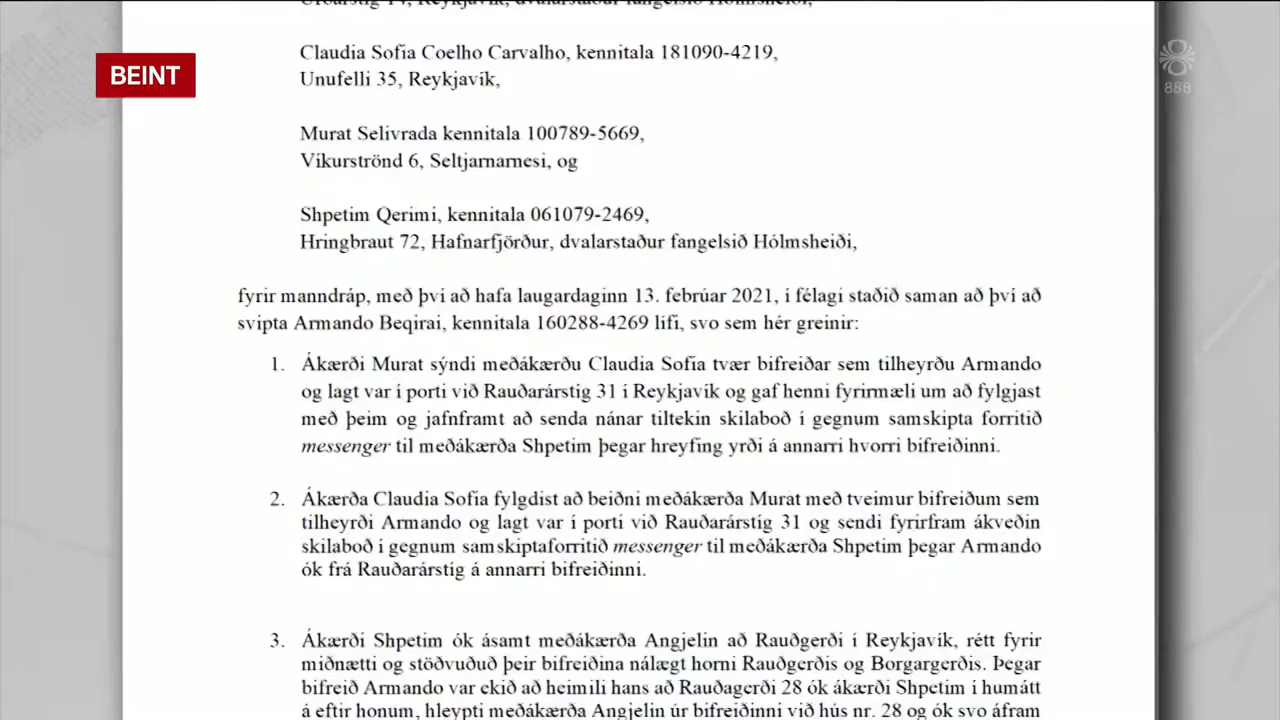 Urðarstíg 14, Reykjavík, dvalarstaður fangelsið Hólmsheiði,
BEINT
Claudia Sofia Coelho Carvalho, kennitala 181090-4219,
Unufelli 35, Reykjavík,
888
Murat Selivrada kennitala 100789-5669,
Víkurströnd 6, Seltjarnarnesi, og
Shpetim Qerimi, kennitala 061079-2469,
Hringbraut 72, Hafnarfjörður, dvalarstaður fangelsið Hólmsheiði,
fyrir manndráp, með því að hafa laugardaginn 13. febrúar 2021, í félagi staðið saman að því að
svipta Armando Beqirai, kennitala 160288-4269 lífi, svo sem hér greinir:
1. Ákærði Murat sýndi meðákærðu Claudia Sofía tvær bifreiðar sem tilheyrðu Armando
og lagt var í porti við Rauðarárstíg 31 í Reykjavík og gaf henni fyrirmæli um að fylgjast
með þeim og jafnframt að senda nánar tiltekin skilaboð í gegnum samskipta forritið
messenger til meðákærða Shpetim þegar hreyfing yrði á annarri hvorri bifreiðinni.
2. Ákærða Claudia Sofía fylgdist að beiðni meðákærða Murat með tveimur bifreiðum sem
tilheyrði Armando og lagt var í porti við Rauðarárstíg 31 og sendi fyrirfram ákveðin
skilaboð í gegnum samskiptaforritið messenger til meðákærða Shpetim þegar Armando
ók frá Rauðarárstíg á annarri bifreiðinni.
3. Ákærði Shpetim ók ásamt meðákærða Angjelin að Rauðgerði í Reykjavík, rétt fyrir
miðnætti og stöðvuðuð þeir bifreiðina nálægt horni Rauðgerðis og Borgargerðis. Þegar
bifreið Armando var ekið að heimili hans að Rauðagerði 28 ók ákærði Shpetim í humátt
á eftir honum, hleypti meðákærða Angjelin úr bifreiðinni við hús nr. 28 og ók svo áfram